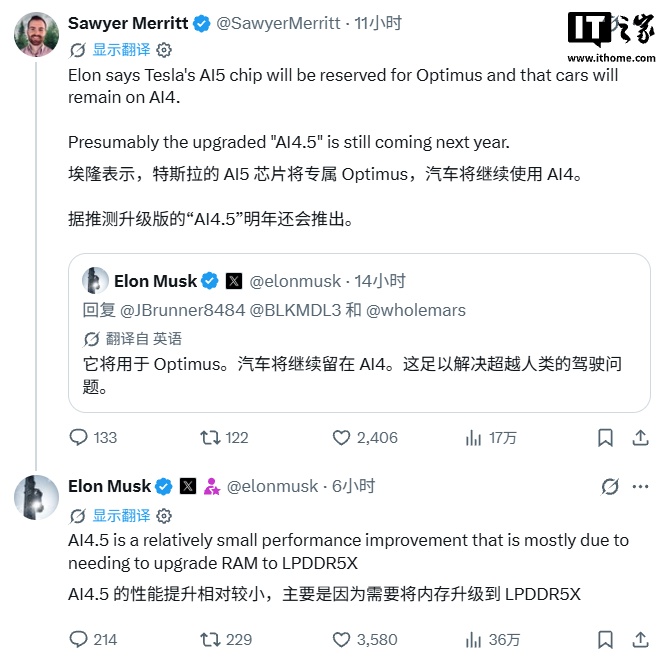 Sawyer Merritt @SawyerMerritt · 11小时
IT之家
www.ithome.com
显示翻译
Elon says Tesla's AI5 chip will be reserved for Optimus and that cars will
remain on AI4.
Presumably the upgraded "AI4.5" is still coming next year.
埃隆表示，特斯拉的 AI5 芯片将专属 Optimus，汽车将继续使用 AI4。
据推测升级版的“AI4.5”明年还会推出。
Elon Musk X @elonmusk · 14小时
回复 @JBrunner8484 @BLKMDL3 和 @wholemars
翻译自 英语
它将用于 Optimus。汽车将继续留在 AI4。这足以解决超越人类的驾驶问
题。
133 122 2,406 17万
Elon Musk X @elonmusk · 6小时
显示翻译
AI4.5 is a relatively small performance improvement that is mostly due to
needing to upgrade RAM to LPDDR5X
AI4.5 的性能提升相对较小，主要是因为需要将内存升级到 LPDDR5X
214 229 3,580 36万